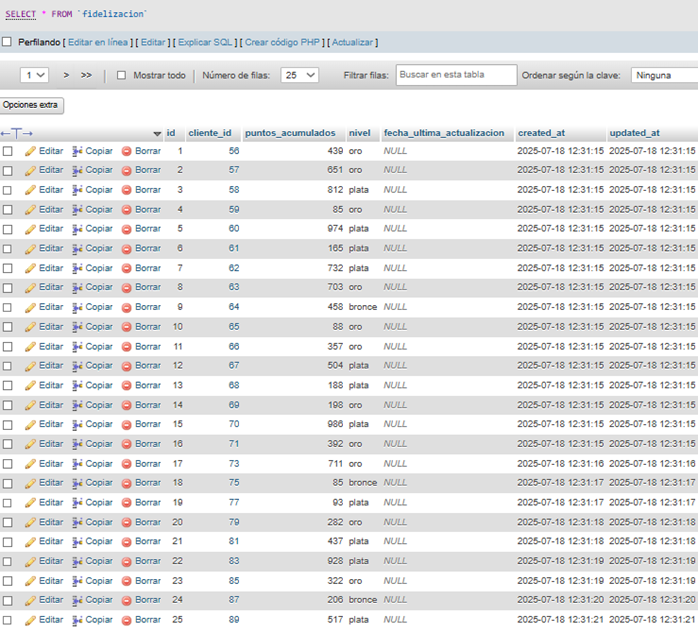 SELECT * FROM `fidelizacion`
Perfilando [ Editar en línea ] [ Editar ] [ Explicar SQL ] [ Crear código PHP ] [ Actualizar ]
1 > >> Mostrar todo Número de filas: 25 Filtrar filas: Buscar en esta tabla Ordenar según la clave: Ninguna
Opciones extra
←T→ id cliente_id puntos_acumulados nivel fecha_ultima_actualizacion created_at updated_at
Editar Copiar Borrar 1 56 439 oro NULL 2025-07-18 12:31:15 2025-07-18 12:31:15
Editar Copiar Borrar 2 57 651 oro NULL 2025-07-18 12:31:15 2025-07-18 12:31:15
Editar Copiar Borrar 3 58 812 plata NULL 2025-07-18 12:31:15 2025-07-18 12:31:15
Editar Copiar Borrar 4 59 85 oro NULL 2025-07-18 12:31:15 2025-07-18 12:31:15
Editar Copiar Borrar 5 60 974 plata NULL 2025-07-18 12:31:15 2025-07-18 12:31:15
Editar Copiar Borrar 6 61 165 plata NULL 2025-07-18 12:31:15 2025-07-18 12:31:15
Editar Copiar Borrar 7 62 732 plata NULL 2025-07-18 12:31:15 2025-07-18 12:31:15
Editar Copiar Borrar 8 63 703 oro NULL 2025-07-18 12:31:15 2025-07-18 12:31:15
Editar Copiar Borrar 9 64 458 bronce NULL 2025-07-18 12:31:15 2025-07-18 12:31:15
Editar Copiar Borrar 10 65 88 oro NULL 2025-07-18 12:31:15 2025-07-18 12:31:15
Editar Copiar Borrar 11 66 357 oro NULL 2025-07-18 12:31:15 2025-07-18 12:31:15
Editar Copiar Borrar 12 67 504 plata NULL 2025-07-18 12:31:15 2025-07-18 12:31:15
Editar Copiar Borrar 13 68 188 plata NULL 2025-07-18 12:31:15 2025-07-18 12:31:15
Editar Copiar Borrar 14 69 198 oro NULL 2025-07-18 12:31:15 2025-07-18 12:31:15
Editar Copiar Borrar 15 70 986 plata NULL 2025-07-18 12:31:15 2025-07-18 12:31:15
Editar Copiar Borrar 16 71 392 oro NULL 2025-07-18 12:31:15 2025-07-18 12:31:15
Editar Copiar Borrar 17 73 711 oro NULL 2025-07-18 12:31:16 2025-07-18 12:31:16
Editar Copiar Borrar 18 75 85 bronce NULL 2025-07-18 12:31:17 2025-07-18 12:31:17
Editar Copiar Borrar 19 77 93 plata NULL 2025-07-18 12:31:17 2025-07-18 12:31:17
Editar Copiar Borrar 20 79 282 oro NULL 2025-07-18 12:31:18 2025-07-18 12:31:18
Editar Copiar Borrar 21 81 437 plata NULL 2025-07-18 12:31:18 2025-07-18 12:31:18
Editar Copiar Borrar 22 83 928 plata NULL 2025-07-18 12:31:19 2025-07-18 12:31:19
Editar Copiar Borrar 23 85 322 oro NULL 2025-07-18 12:31:19 2025-07-18 12:31:19
Editar Copiar Borrar 24 87 206 bronce NULL 2025-07-18 12:31:20 2025-07-18 12:31:20
Editar Copiar Borrar 25 89 517 plata NULL 2025-07-18 12:31:21 2025-07-18 12:31:21